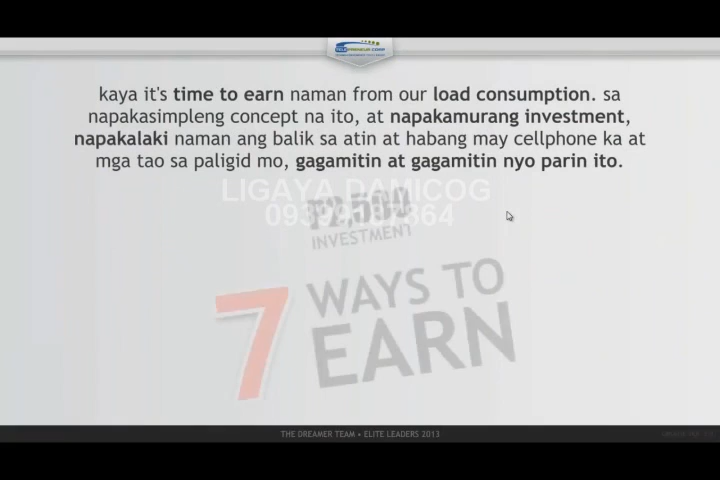 kaya it's time to earn naman from our load consumption. sa
napakasimpleng concept na ito, at napakamurang investment,
napakalaki naman ang balik sa atin at habang may cellphone ka at
mga tao sa paligid mo, gagamitin at gagamitin nyo parin ito.
LIGAYA DAMICOG
₱2,500
INVESTMENT
7 WAYS TO
EARN
THE DREAMER TEAM • ELITE LEADERS 2013